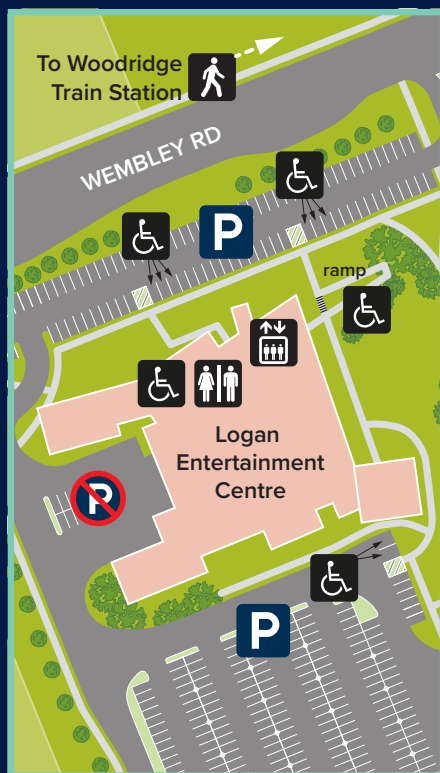 To Woodridge
Train Station
WEMBLEY RD
P
ramp
Logan
Entertainment
Centre
P
P